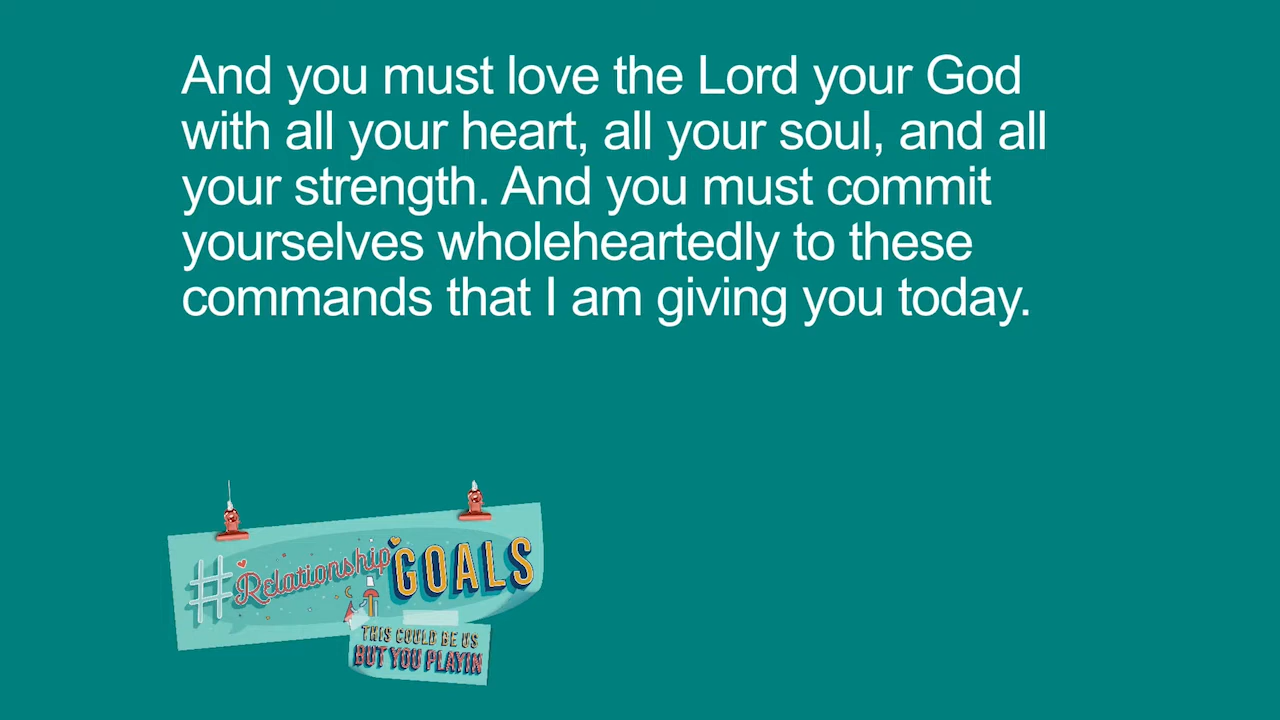 And you must love the Lord your God
with all your heart, all your soul, and all
your strength. And you must commit
yourselves wholeheartedly to these
commands that I am giving you today.
#Relationship GOALS
THIS COULD BE US
BUT YOU PLAYIN